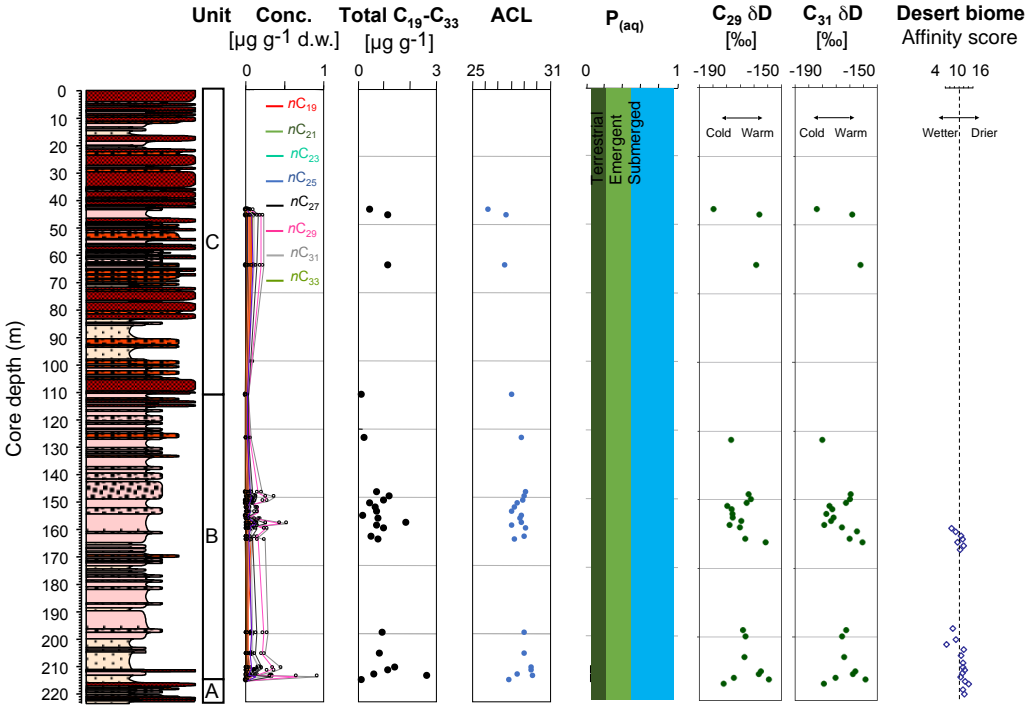 Unit
Conc.
[µg g-1 d.w.]
Total C19-C33
[µg g-1]
ACL
P(aq)
C29 δD
[‰]
C31 δD
[‰]
Desert biome
Affinity score
0 1
0 3
25 31
0 1
-190 -150
-190 -150
4 10 16
Core depth (m)
0
10
20
30
40
50
60
70
80
90
100
110
120
130
140
150
160
170
180
190
200
210
220
C
B
A
nC19
nC21
nC23
nC25
nC27
nC29
nC31
nC33
Terrestrial
Emergent
Submerged
Cold Warm
Cold Warm
Wetter Drier